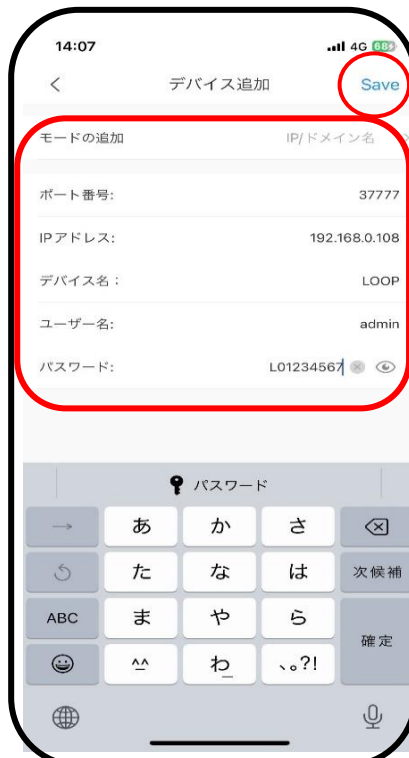 14:07 4G 68
デバイス追加 Save
モードの追加 IP/ドメイン名
ポート番号: 37777
IPアドレス: 192.168.0.108
デバイス名： LOOP
ユーザー名: admin
パスワード: L01234567
パスワード
→ あ か さ
た な は 次候補
ABC ま や ら
確定
^^ わ_ 、。?!